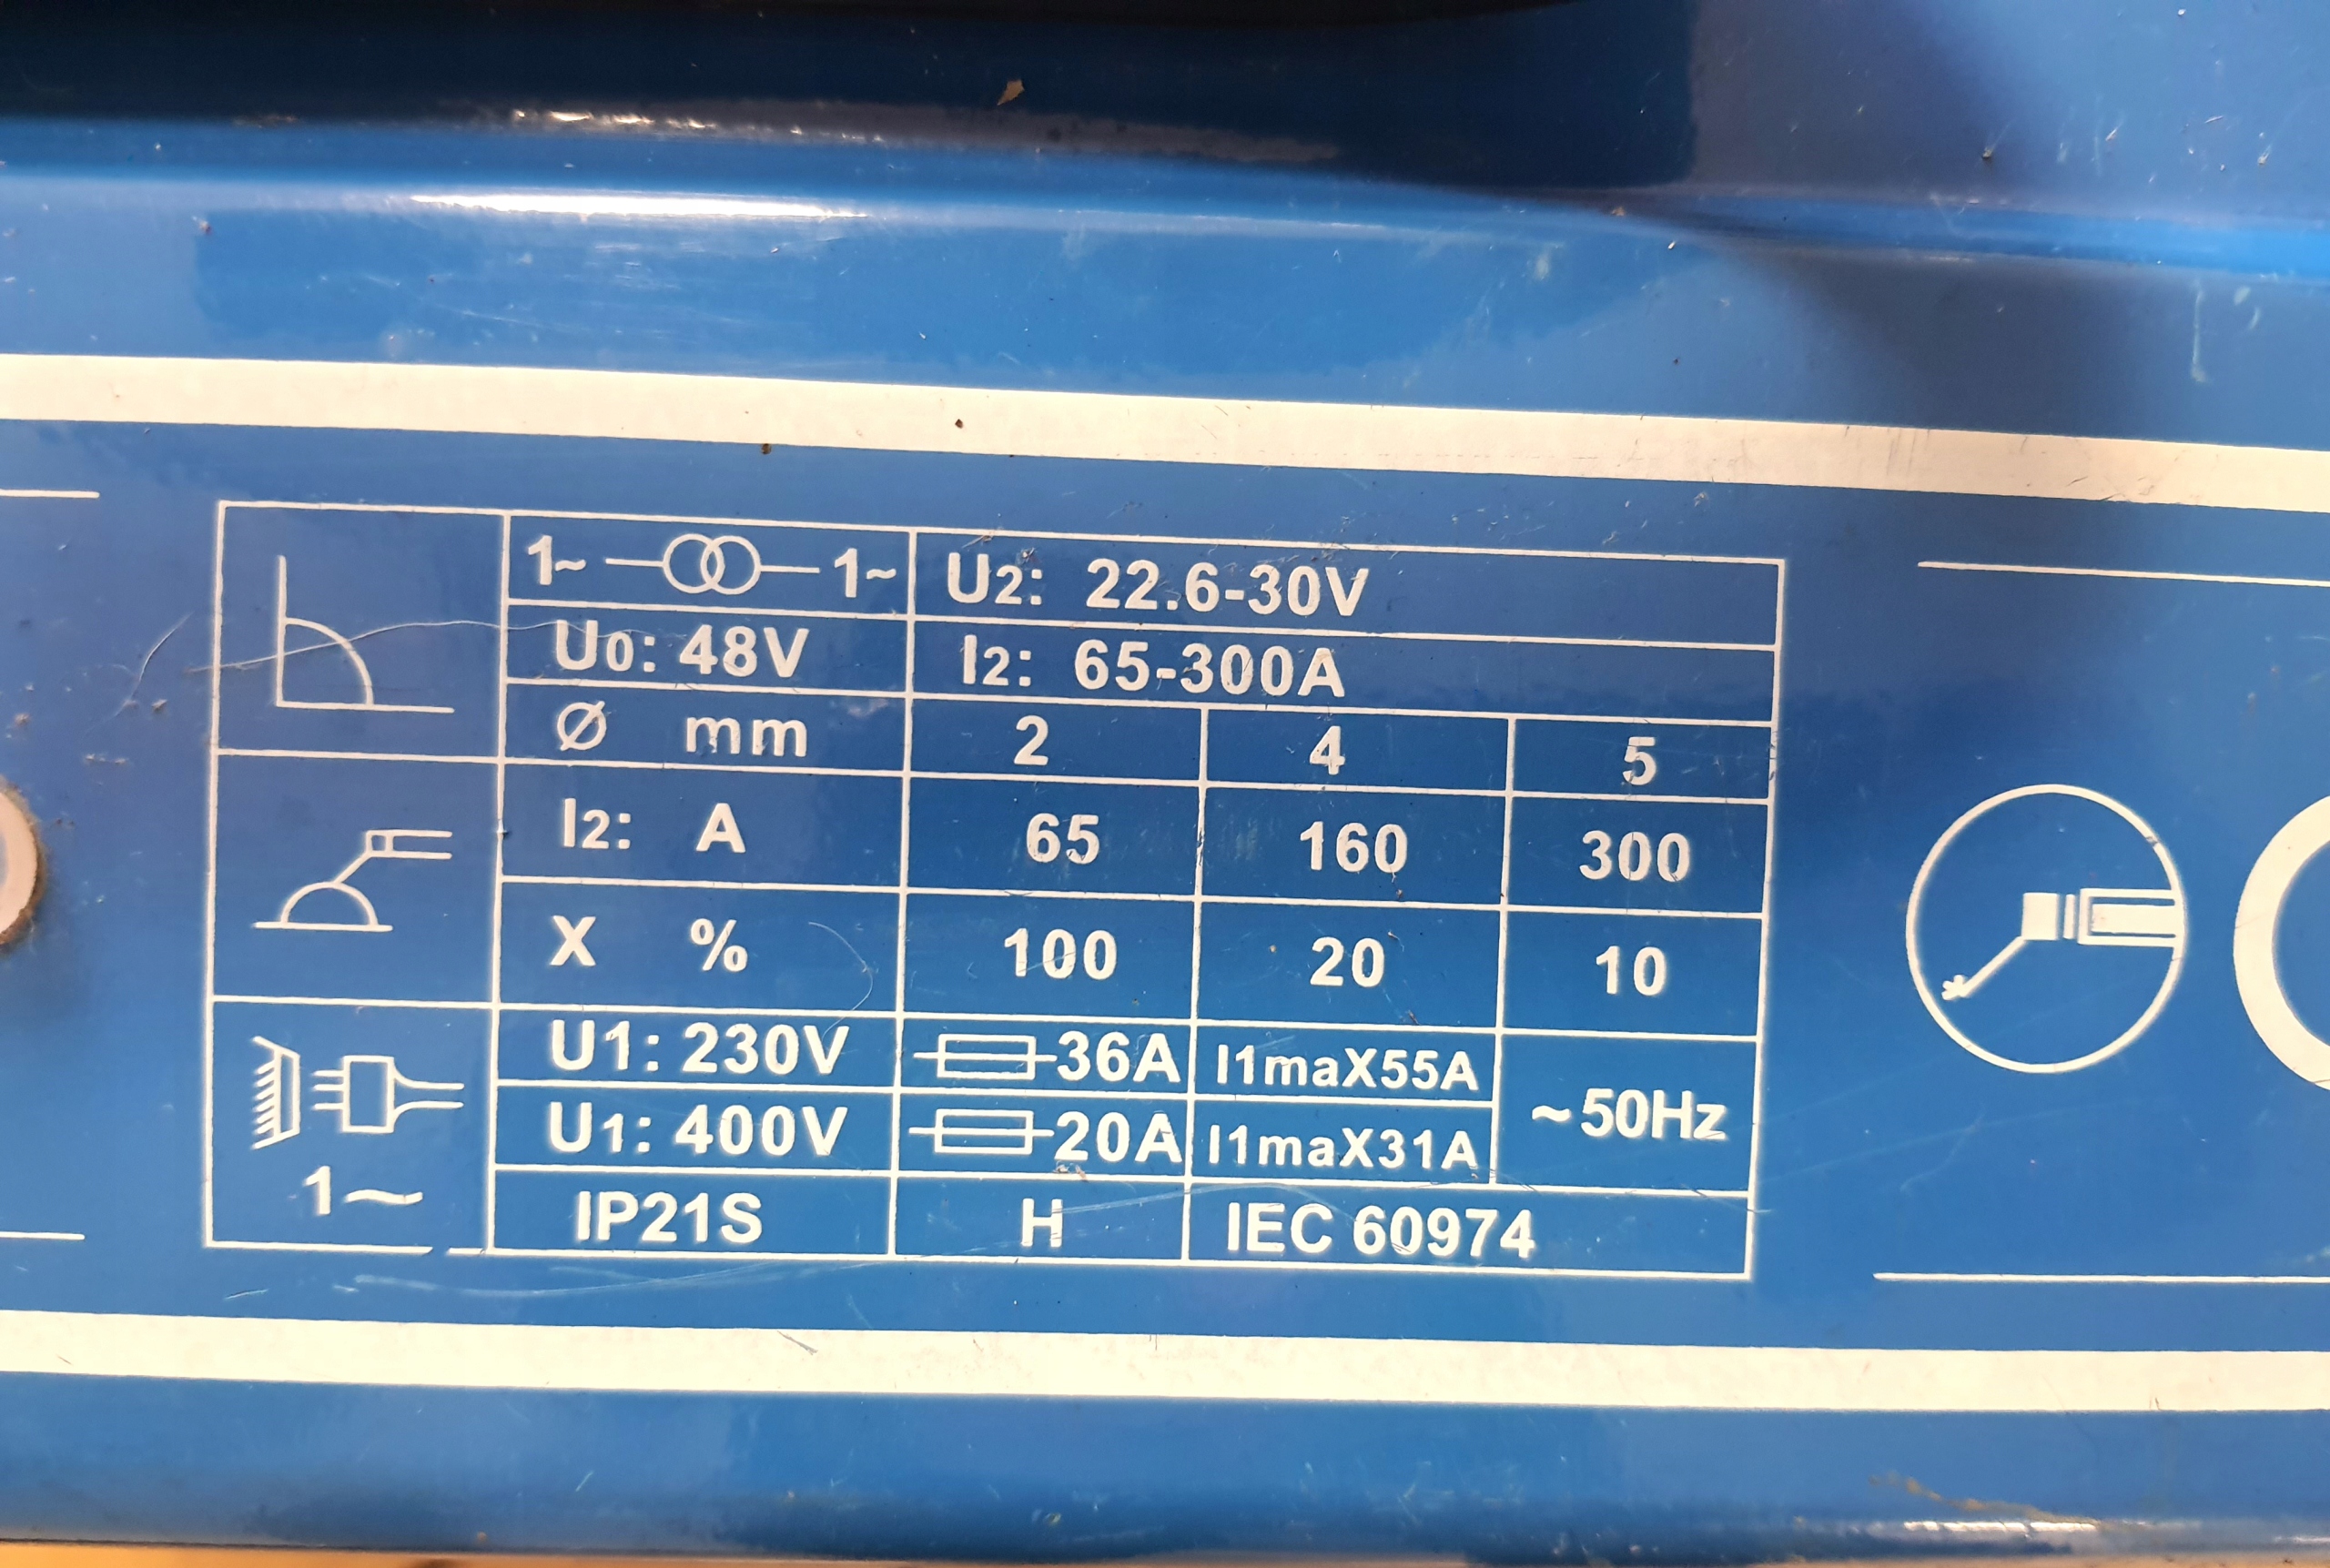 1~ 1~ U2: 22.6-30V
U0: 48V I2: 65-300A
Ø mm 2 4 5
I2: A 65 160 300
X % 100 20 10
U1: 230V 36A I1maX55A
~50Hz
U1: 400V 20A I1maX31A
1~
IP21S H IEC 60974